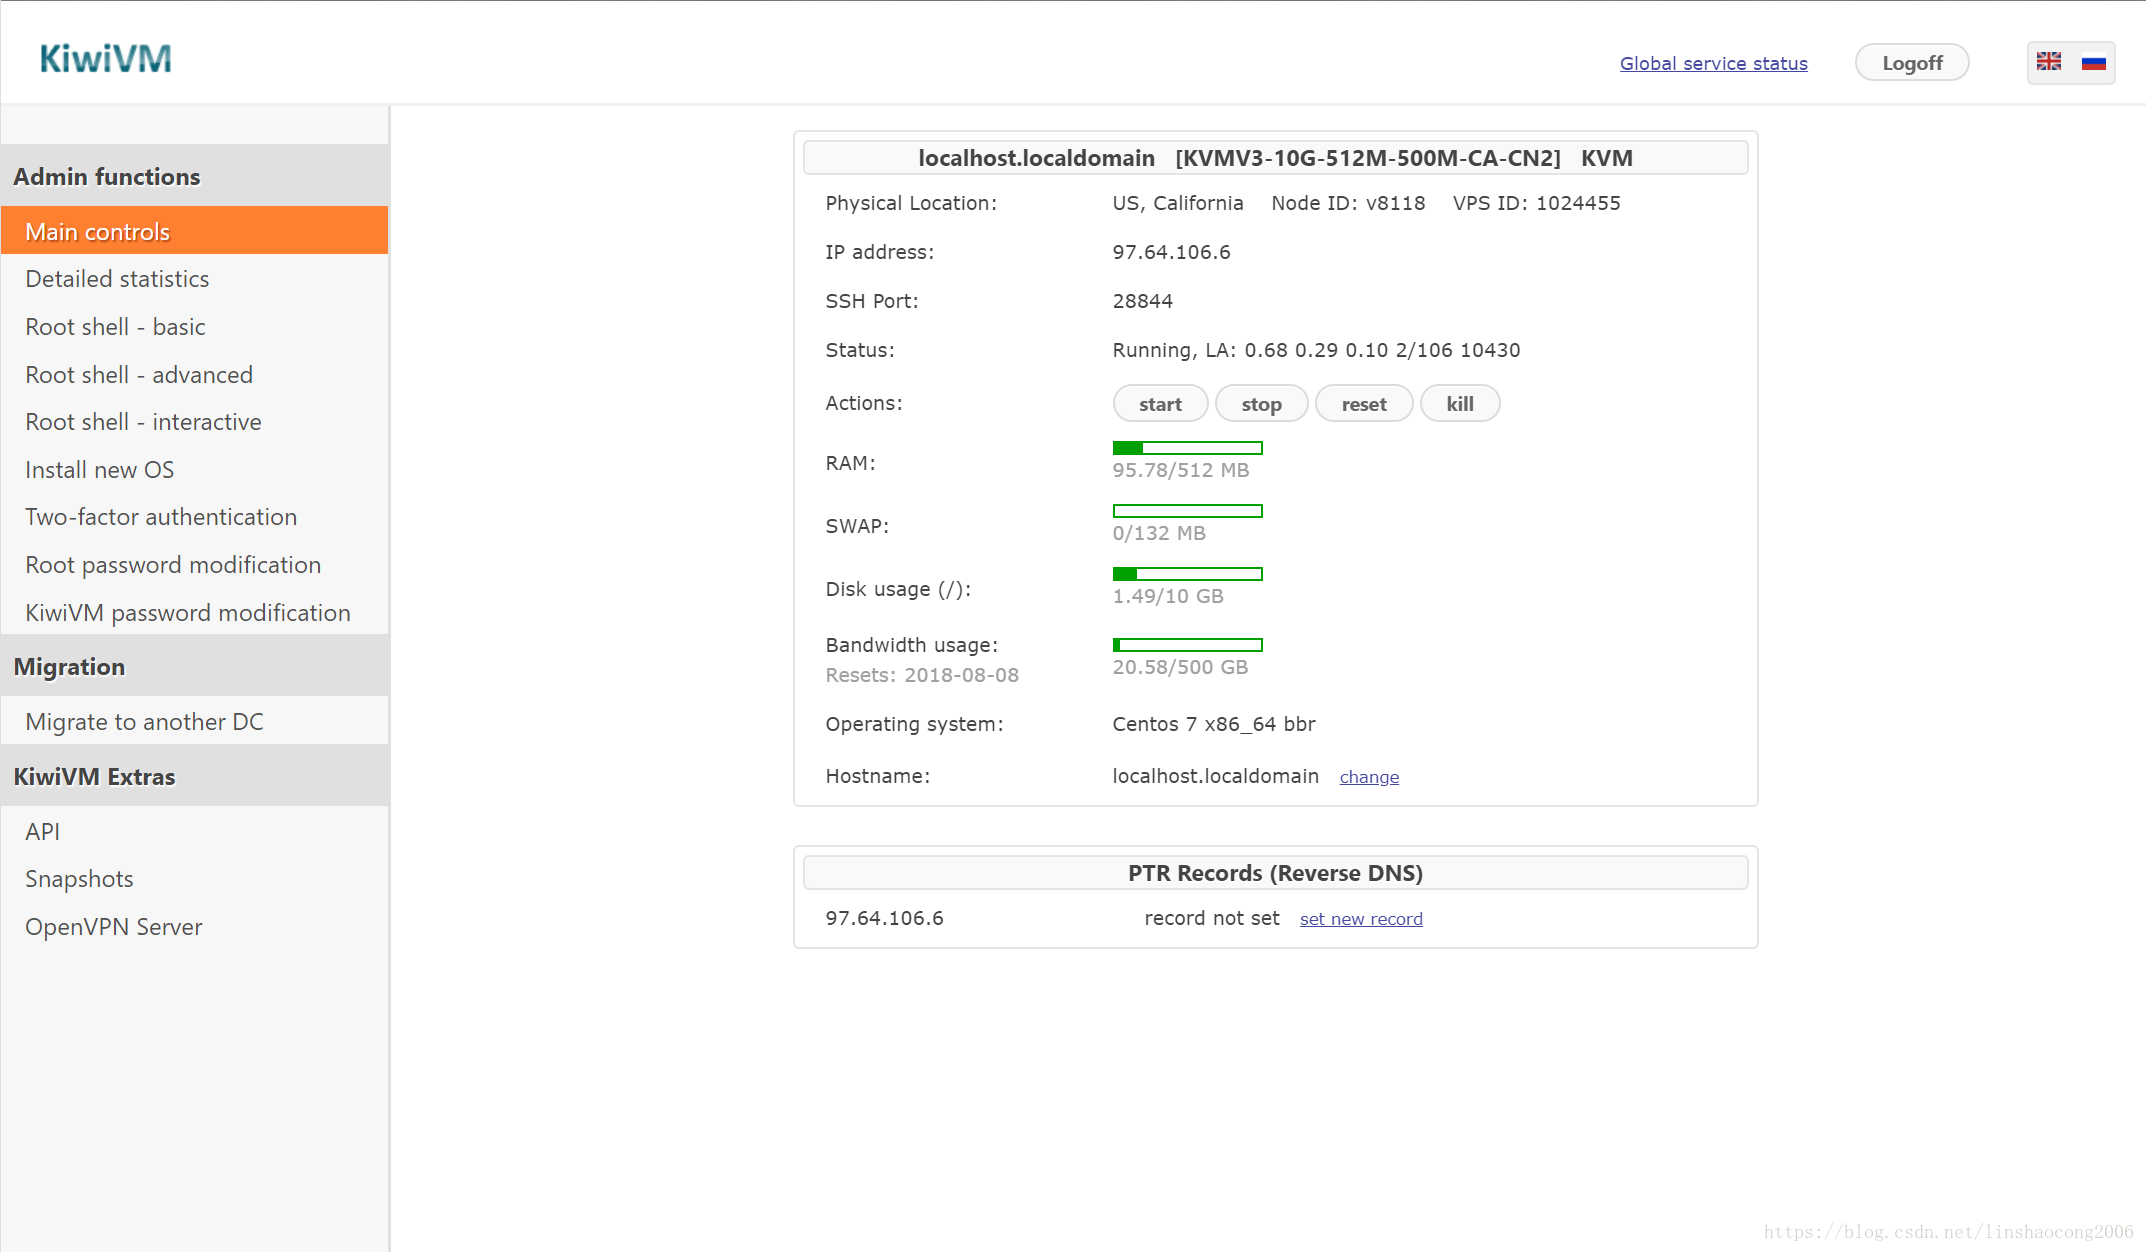 KiwiVM
Global service status
Logoff
Admin functions
Main controls
Detailed statistics
Root shell - basic
Root shell - advanced
Root shell - interactive
Install new OS
Two-factor authentication
Root password modification
KiwiVM password modification
Migration
Migrate to another DC
KiwiVM Extras
API
Snapshots
OpenVPN Server
localhost.localdomain [KVMV3-10G-512M-500M-CA-CN2] KVM
Physical Location: US, California Node ID: v8118 VPS ID: 1024455
IP address: 97.64.106.6
SSH Port: 28844
Status: Running, LA: 0.68 0.29 0.10 2/106 10430
Actions: start stop reset kill
RAM: 95.78/512 MB
SWAP: 0/132 MB
Disk usage (/): 1.49/10 GB
Bandwidth usage: 20.58/500 GB
Resets: 2018-08-08
Operating system: Centos 7 x86_64 bbr
Hostname: localhost.localdomain change
PTR Records (Reverse DNS)
97.64.106.6 record not set set new record
https://blog.csdn.net/linshaocong2006